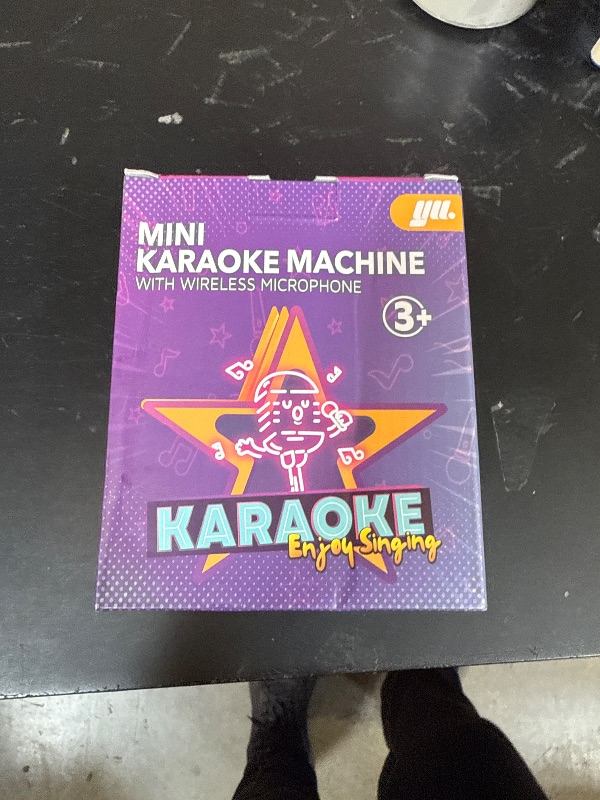 yu.
MINI
KARAOKE MACHINE
WITH WIRELESS MICROPHONE
3+
KARAOKE
Enjoy Singing